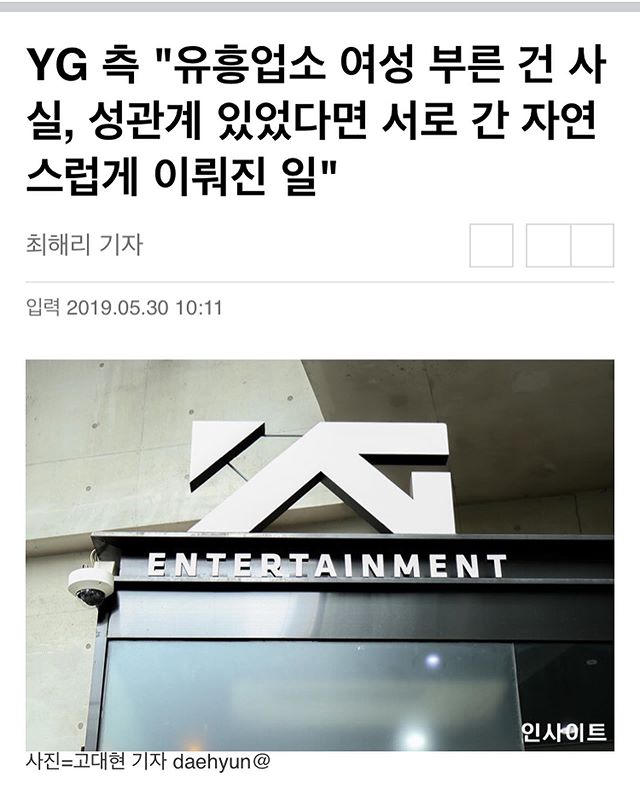 YG 측 "유흥업소 여성 부른 건 사
실, 성관계 있었다면 서로 간 자연
스럽게 이뤄진 일"
최해리 기자
입력 2019.05.30 10:11
YG
ENTERTAINMENT
인사이트
사진=고대현 기자 daehyun@